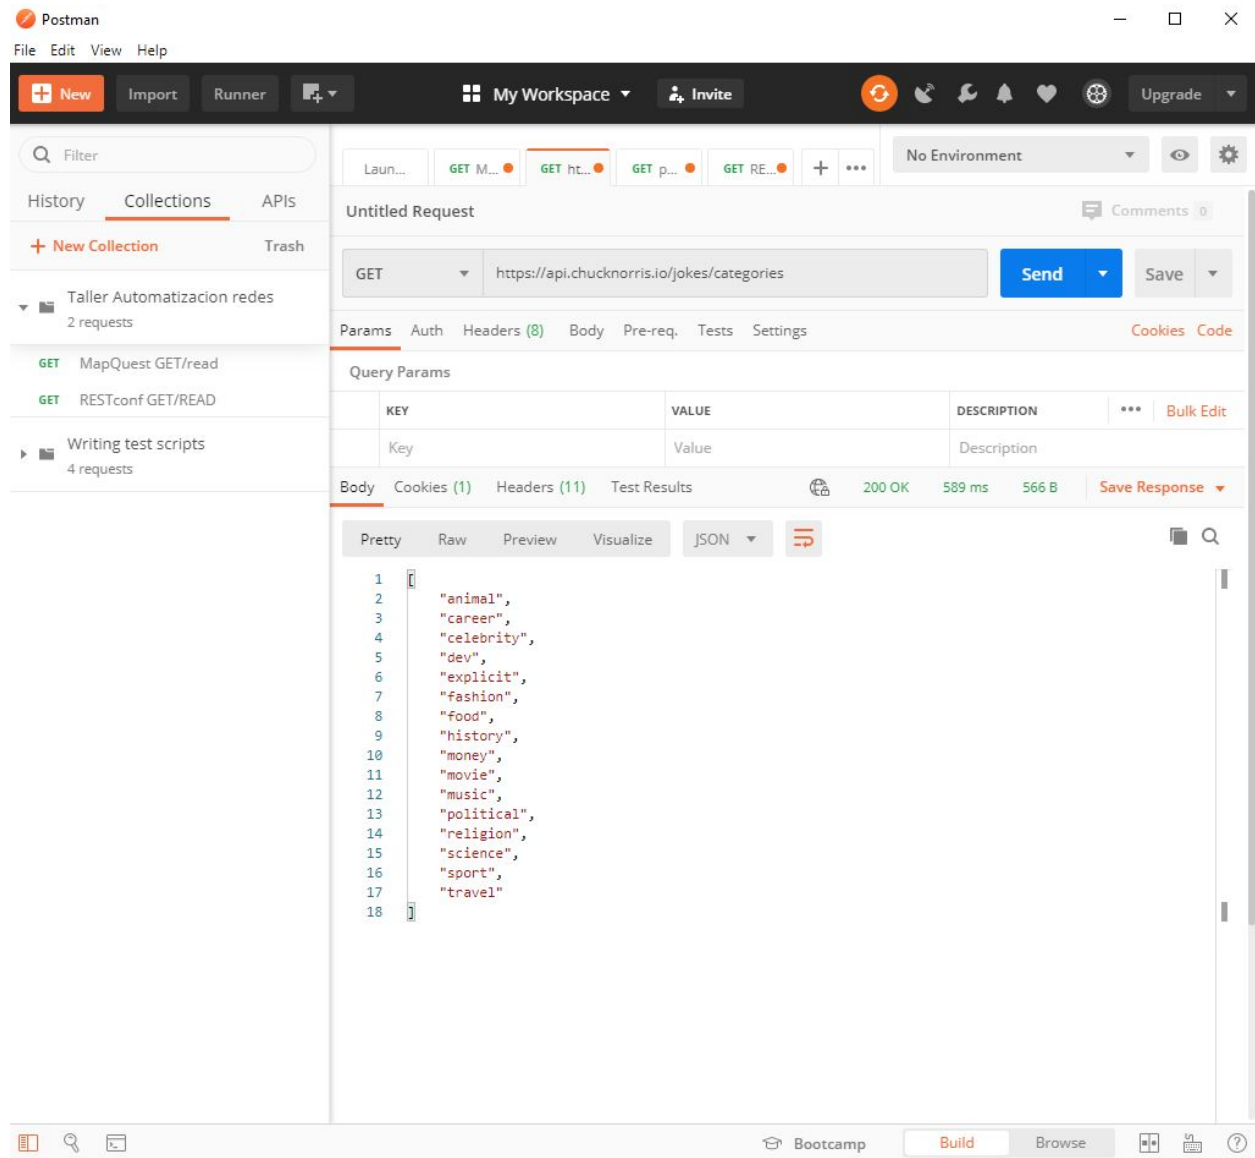 Postman
File Edit View Help
New Import Runner My Workspace Invite Upgrade
Filter
History Collections APIs
+ New Collection Trash
Taller Automatizacion redes
2 requests
GET MapQuest GET/read
GET RESTconf GET/READ
Writing test scripts
4 requests
Laun... GET M... GET ht... GET p... GET RE... + ••• No Environment
Untitled Request Comments 0
GET https://api.chucknorris.io/jokes/categories Send Save
Params Auth Headers (8) Body Pre-req. Tests Settings Cookies Code
Query Params
KEY VALUE DESCRIPTION ••• Bulk Edit
Key Value Description
Body Cookies (1) Headers (11) Test Results 200 OK 589 ms 566 B Save Response
Pretty Raw Preview Visualize JSON
1 [
2 "animal",
3 "career",
4 "celebrity",
5 "dev",
6 "explicit",
7 "fashion",
8 "food",
9 "history",
10 "money",
11 "movie",
12 "music",
13 "political",
14 "religion",
15 "science",
16 "sport",
17 "travel"
18 ]
Bootcamp Build Browse ?